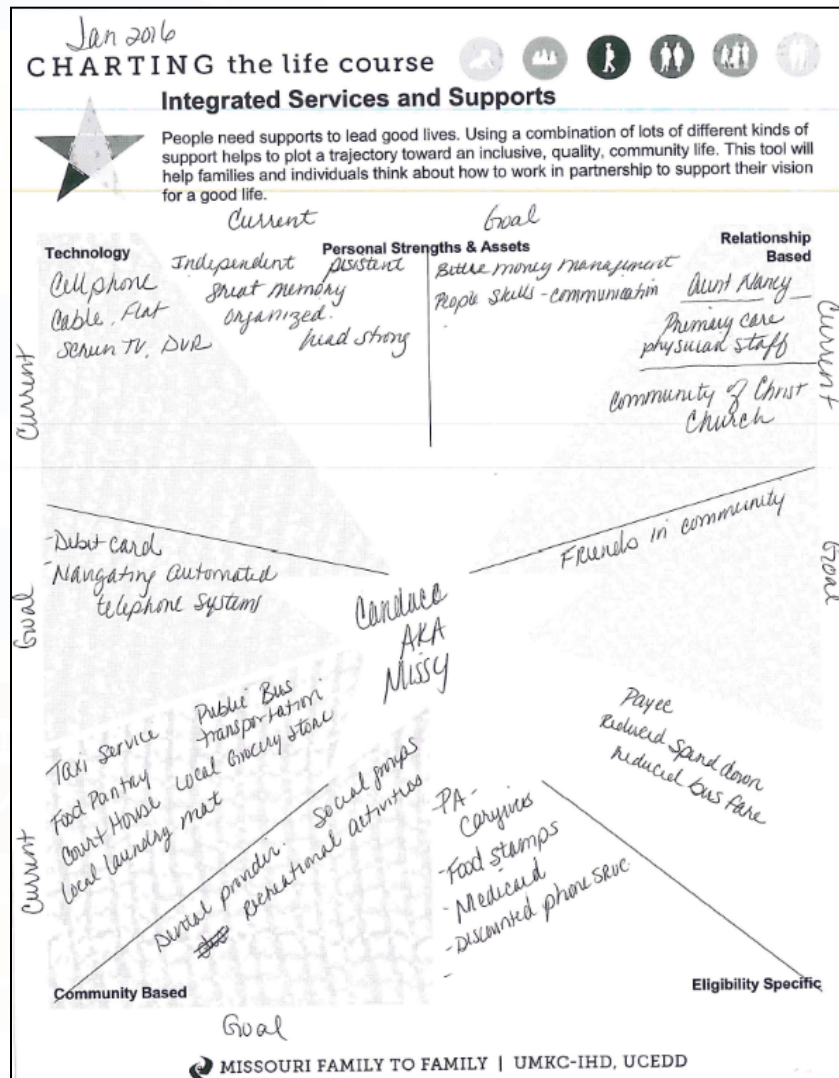 Jan 2016
CHARTING the life course
Integrated Services and Supports
People need supports to lead good lives. Using a combination of lots of different kinds of
support helps to plot a trajectory toward an inclusive, quality, community life. This tool will
help families and individuals think about how to work in partnership to support their vision
for a good life.
Current
Goal
Technology
Cell phone
Cable, Flat
Screen TV, DVR
Current
Personal Strengths & Assets
Independent
great memory
organized.
head strong
Better money management
People skills - communication
Relationship
Based
Aunt Nancy
Primary care
physician staff
Community of Christ
Church
Current
- Debit card
- Navigating automated
telephone systems
Goal
Friends in community
Goal
Candace
AKA
Missy
Taxi Service
Public Bus
transportation
Food Pantry
Local Grocery Store
Court House
Local laundry mat
Current
Dental provider.
Social groups
Recreational activities
Community Based
Goal
Payee
Reduced Spend down
reduced bus fare
- PA -
Caregivers
- Food stamps
- Medicaid
- Discounted phone
-
Eligibility Specific
MISSOURI FAMILY TO FAMILY | UMKC-IHD, UCEDD